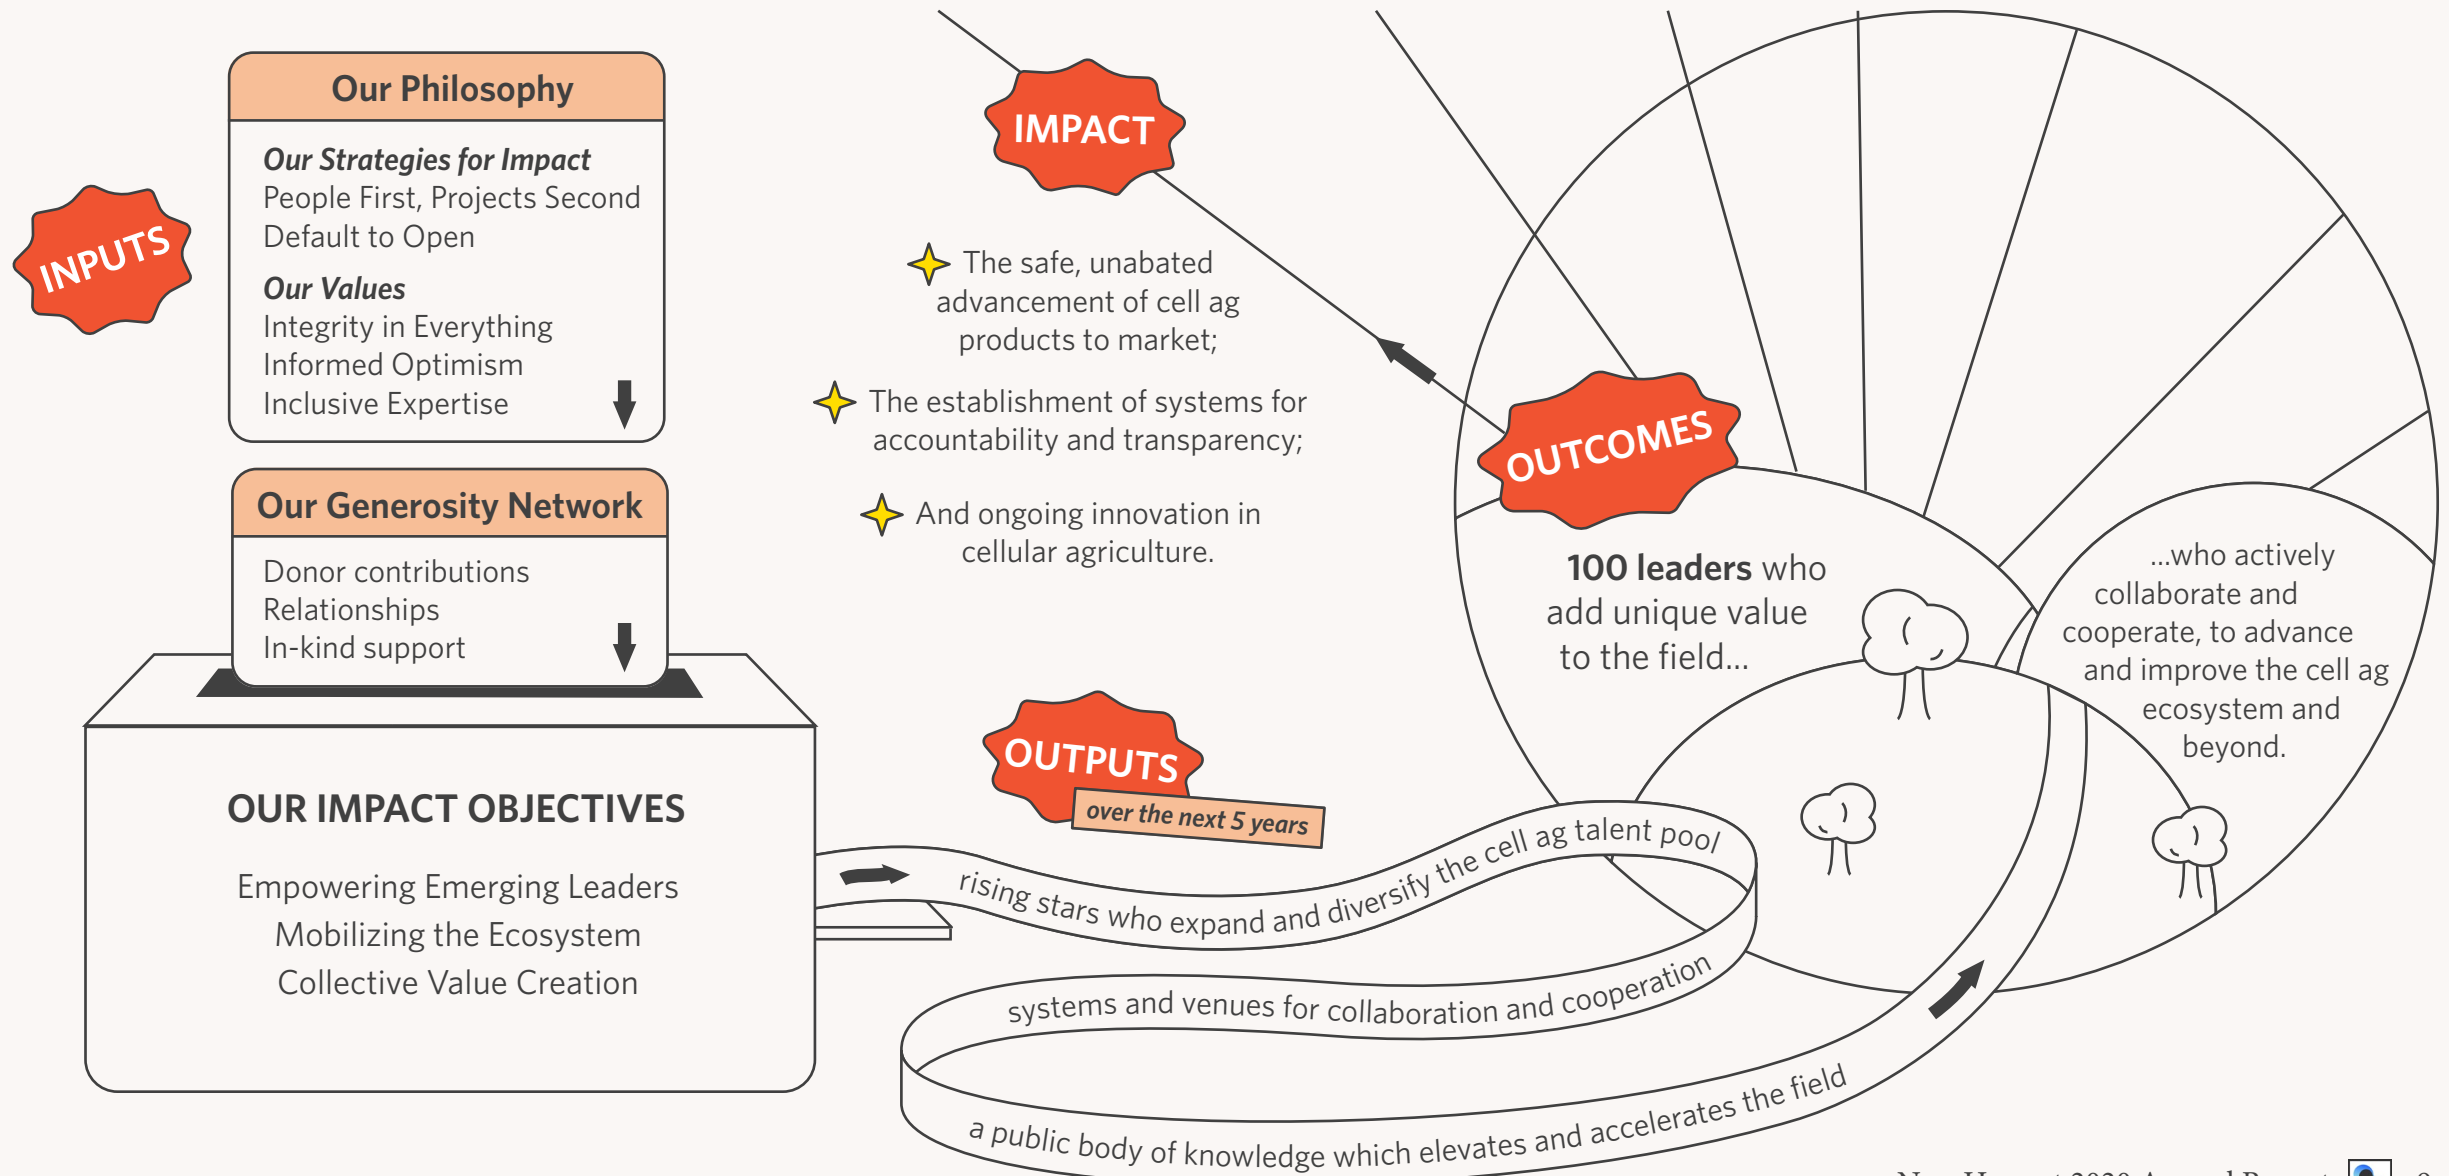 INPUTS
Our Philosophy
Our Strategies for Impact
People First, Projects Second
Default to Open
Our Values
Integrity in Everything
Informed Optimism
Inclusive Expertise
Our Generosity Network
Donor contributions
Relationships
In-kind support
OUR IMPACT OBJECTIVES
Empowering Emerging Leaders
Mobilizing the Ecosystem
Collective Value Creation
OUTPUTS
over the next 5 years
rising stars who expand and diversify the cell ag talent pool
systems and venues for collaboration and cooperation
a public body of knowledge which elevates and accelerates the field
OUTCOMES
100 leaders who
add unique value
to the field...
...who actively
collaborate and
cooperate, to advance
and improve the cell ag
ecosystem and
beyond.
IMPACT
The safe, unabated
advancement of cell ag
products to market;
The establishment of systems for
accountability and transparency;
And ongoing innovation in
cellular agriculture.